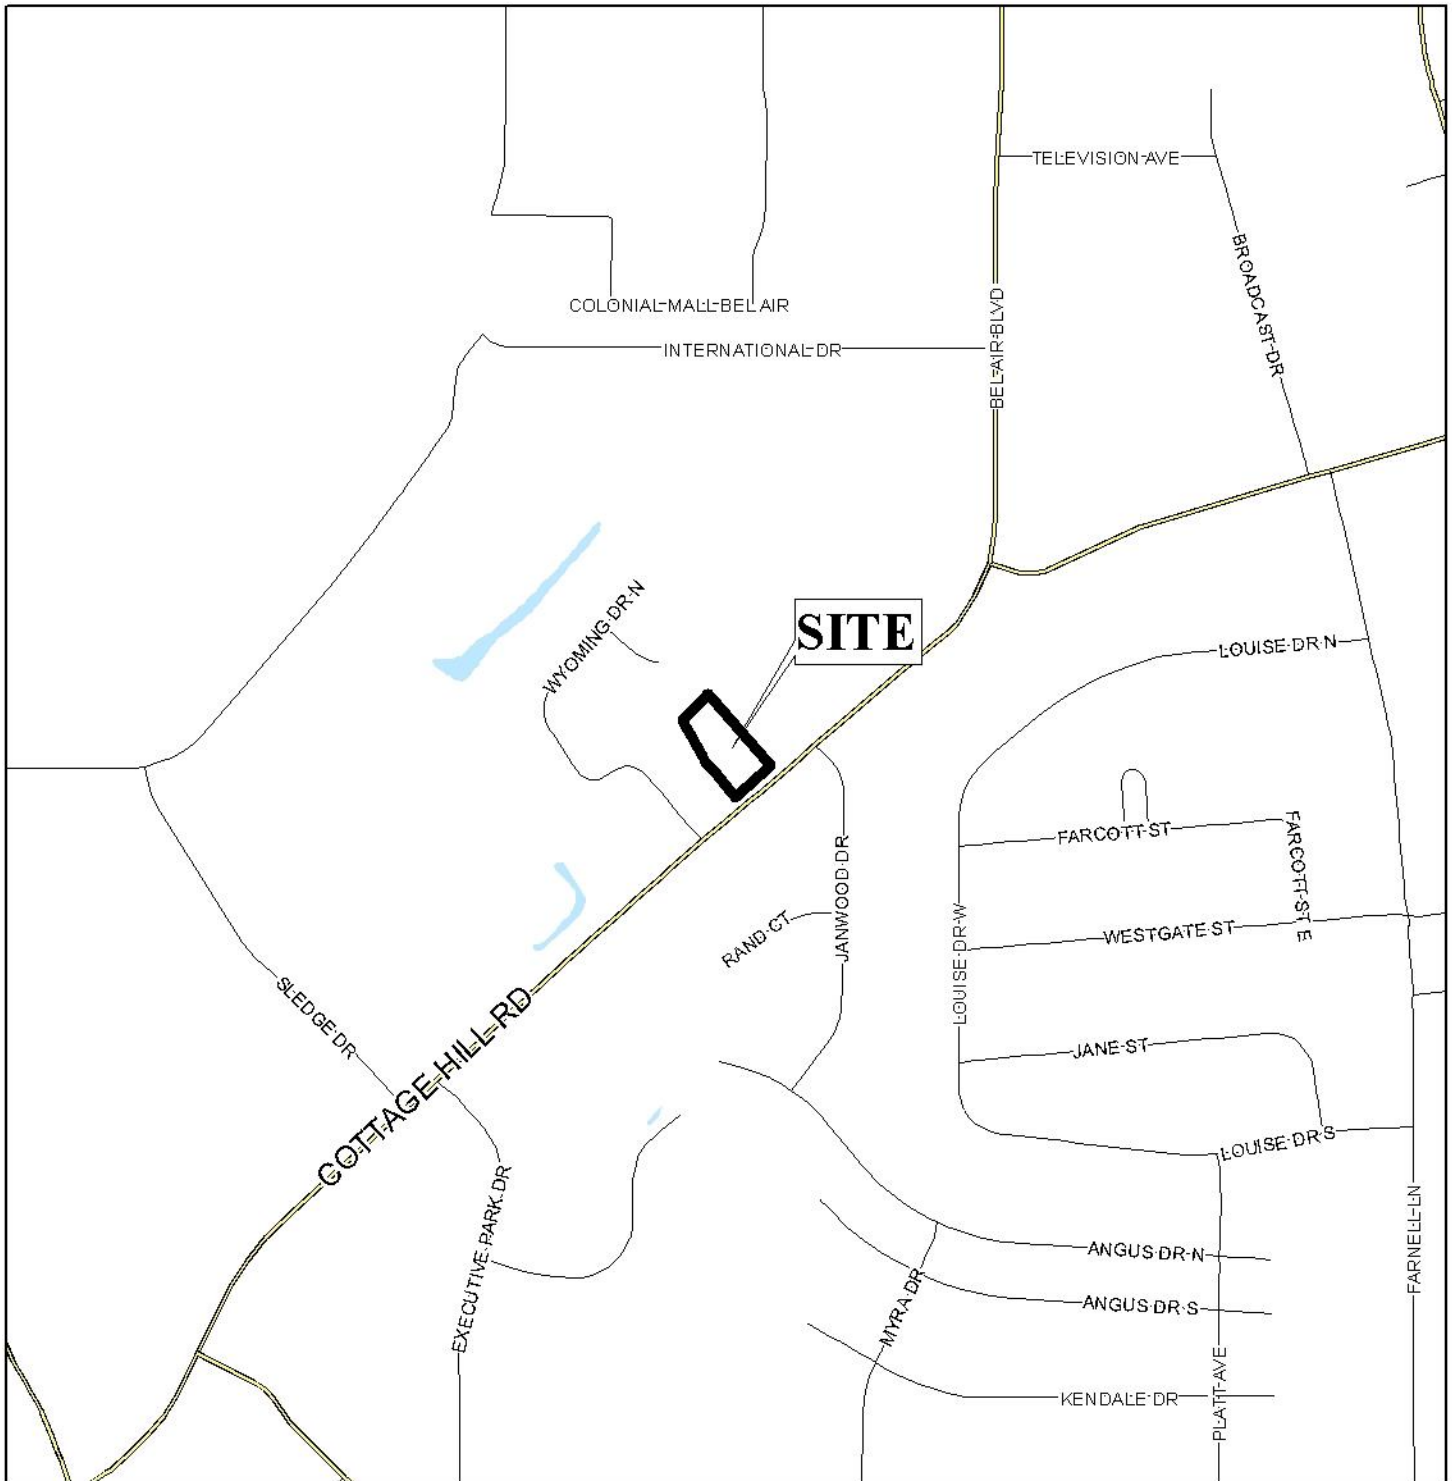 TELEVISION AVE
BROADCAST DR
COLONIAL MALL BEL AIR
BEL AIR BLVD
INTERNATIONAL DR
WYOMING DR N
SITE
LOUISE DR N
FARCOTT ST
FARCOTT ST E
JANWOOD DR
RAND CT
LOUISE DR W
WESTGATE ST
SLEDGE DR
COTTAGE HILL RD
JANE ST
LOUISE DR S
EXECUTIVE PARK DR
FARNELL LN
ANGUS DR N
MYRA DR
ANGUS DR S
PLATT AVE
KENDALE DR